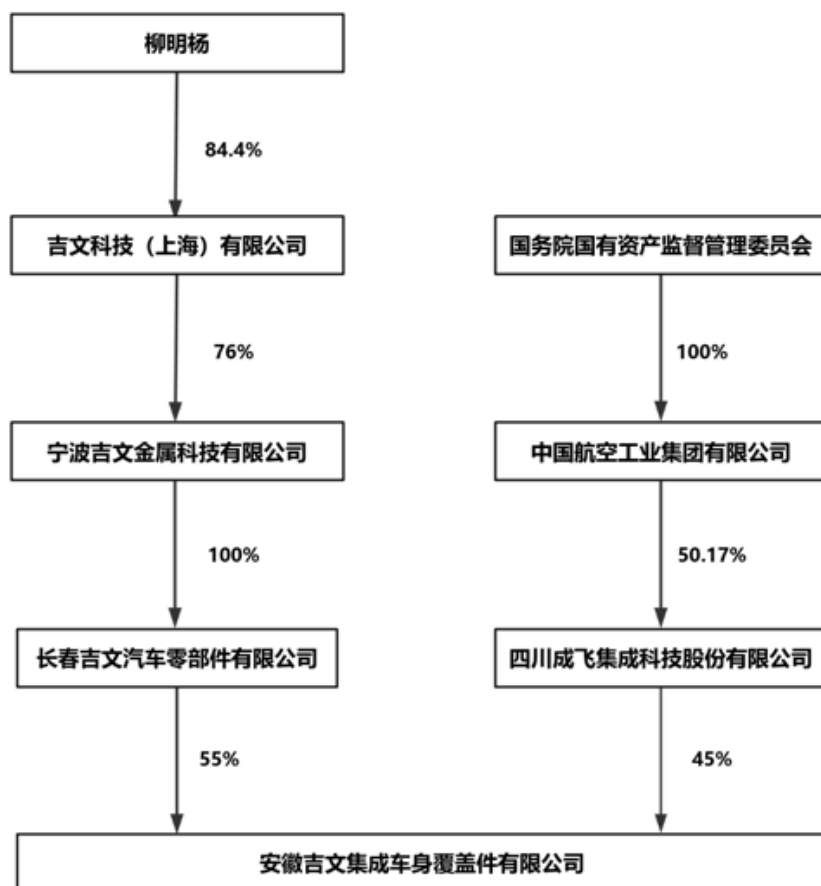 柳明杨
84.4%
吉文科技（上海）有限公司
国务院国有资产监督管理委员会
76%
100%
宁波吉文金属科技有限公司
中国航空工业集团有限公司
100%
50.17%
长春吉文汽车零部件有限公司
四川成飞集成科技股份有限公司
55%
45%
安徽吉文集成车身覆盖件有限公司